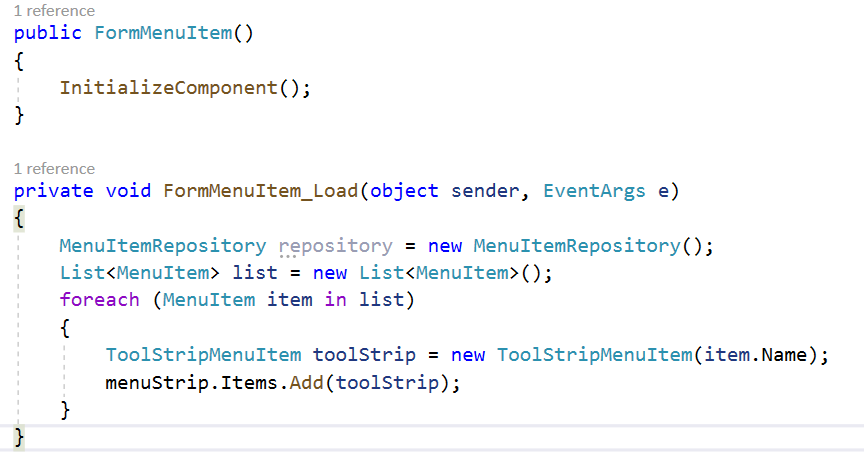 1 reference
public FormMenuItem()
{
InitializeComponent();
}
1 reference
private void FormMenuItem_Load(object sender, EventArgs e)
{
MenuItemRepository repository = new MenuItemRepository();
List<MenuItem> list = new List<MenuItem>();
foreach (MenuItem item in list)
{
ToolStripMenuItem toolStrip = new ToolStripMenuItem(item.Name);
menuStrip.Items.Add(toolStrip);
}
}